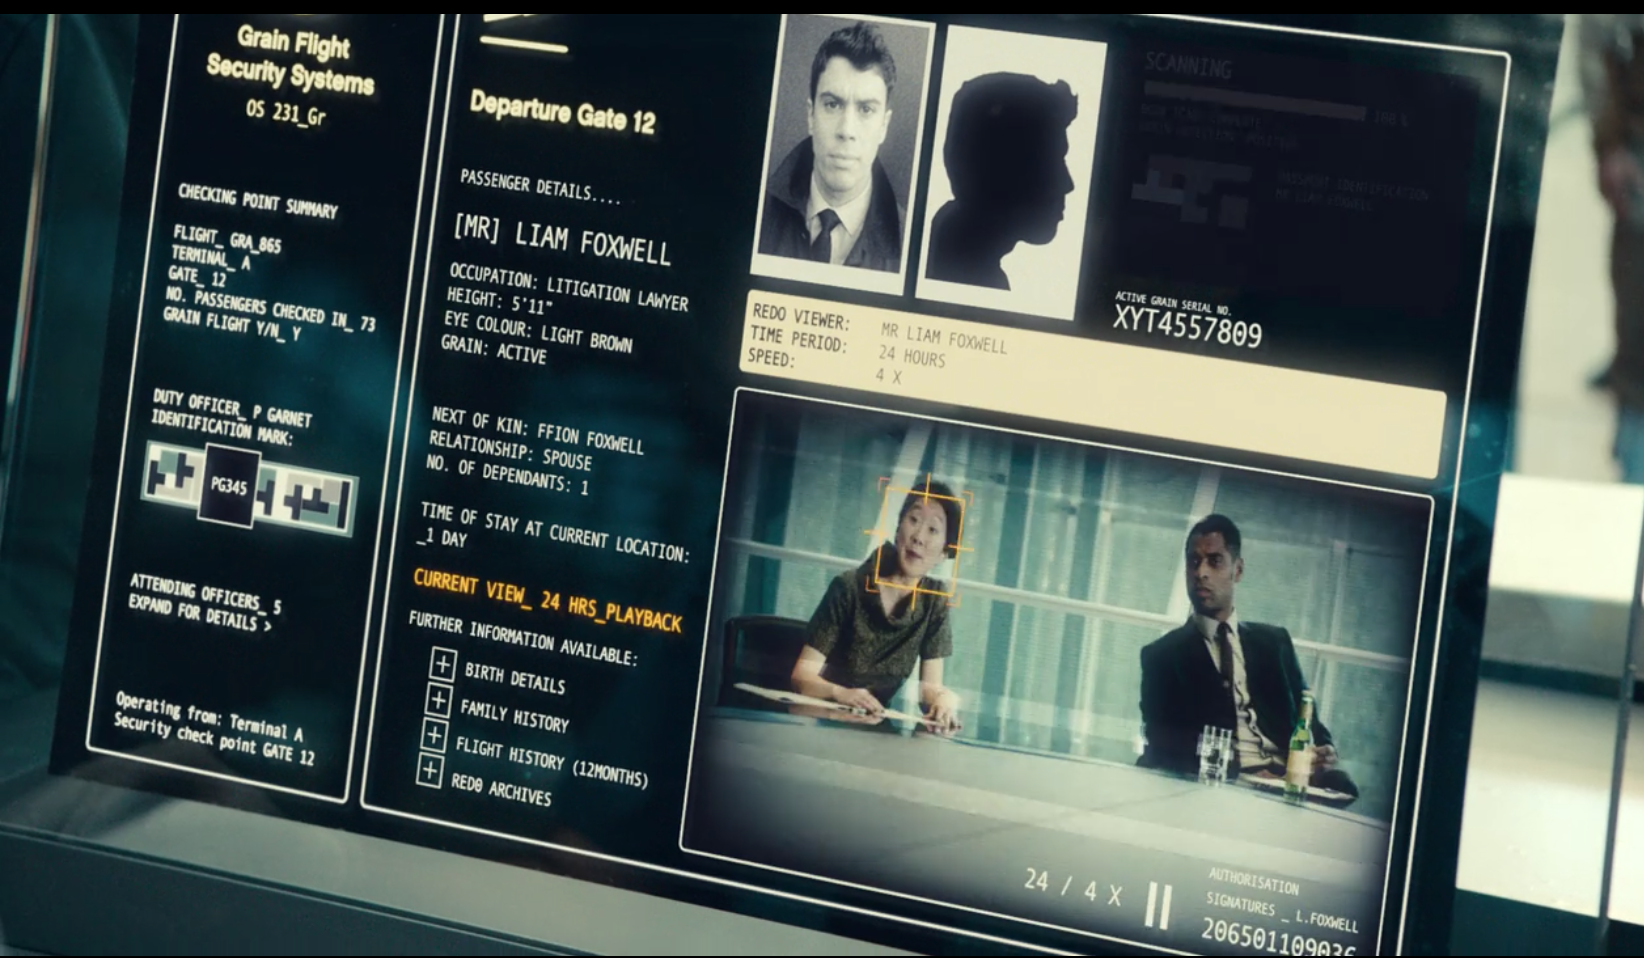 Grain Flight
Security Systems
OS 231_Gr
CHECKING POINT SUMMARY
FLIGHT_ GRA_865
TERMINAL_ A
GATE_ 12
NO. PASSENGERS CHECKED IN_ 73
GRAIN FLIGHT Y/N_ Y
DUTY OFFICER_ P GARNET
IDENTIFICATION MARK:
PG345
ATTENDING OFFICERS_ 5
EXPAND FOR DETAILS >
Operating from: Terminal A
Security check point GATE 12
Departure Gate 12
PASSENGER DETAILS....
[MR] LIAM FOXWELL
OCCUPATION: LITIGATION LAWYER
HEIGHT: 5'11"
EYE COLOUR: LIGHT BROWN
GRAIN: ACTIVE
NEXT OF KIN: FFION FOXWELL
RELATIONSHIP: SPOUSE
NO. OF DEPENDANTS: 1
TIME OF STAY AT CURRENT LOCATION:
_1 DAY
CURRENT VIEW_ 24 HRS_PLAYBACK
FURTHER INFORMATION AVAILABLE:
+ BIRTH DETAILS
+ FAMILY HISTORY
+ FLIGHT HISTORY (12MONTHS)
+ REDO ARCHIVES
SCANNING
ACTIVE GRAIN SERIAL NO.
XYT4557809
REDO VIEWER: MR LIAM FOXWELL
TIME PERIOD: 24 HOURS
SPEED: 4 X
24 / 4 X
AUTHORISATION
SIGNATURES _ L.FOXWELL
206501109036